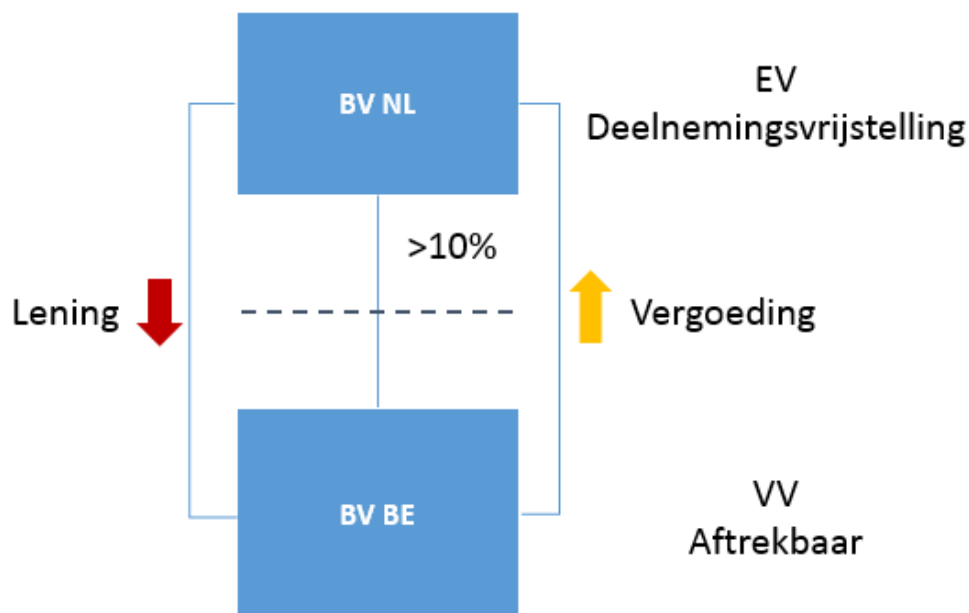 BV NL
EV
Deelnemingsvrijstelling
>10%
Lening
Vergoeding
BV BE
VV
Aftrekbaar